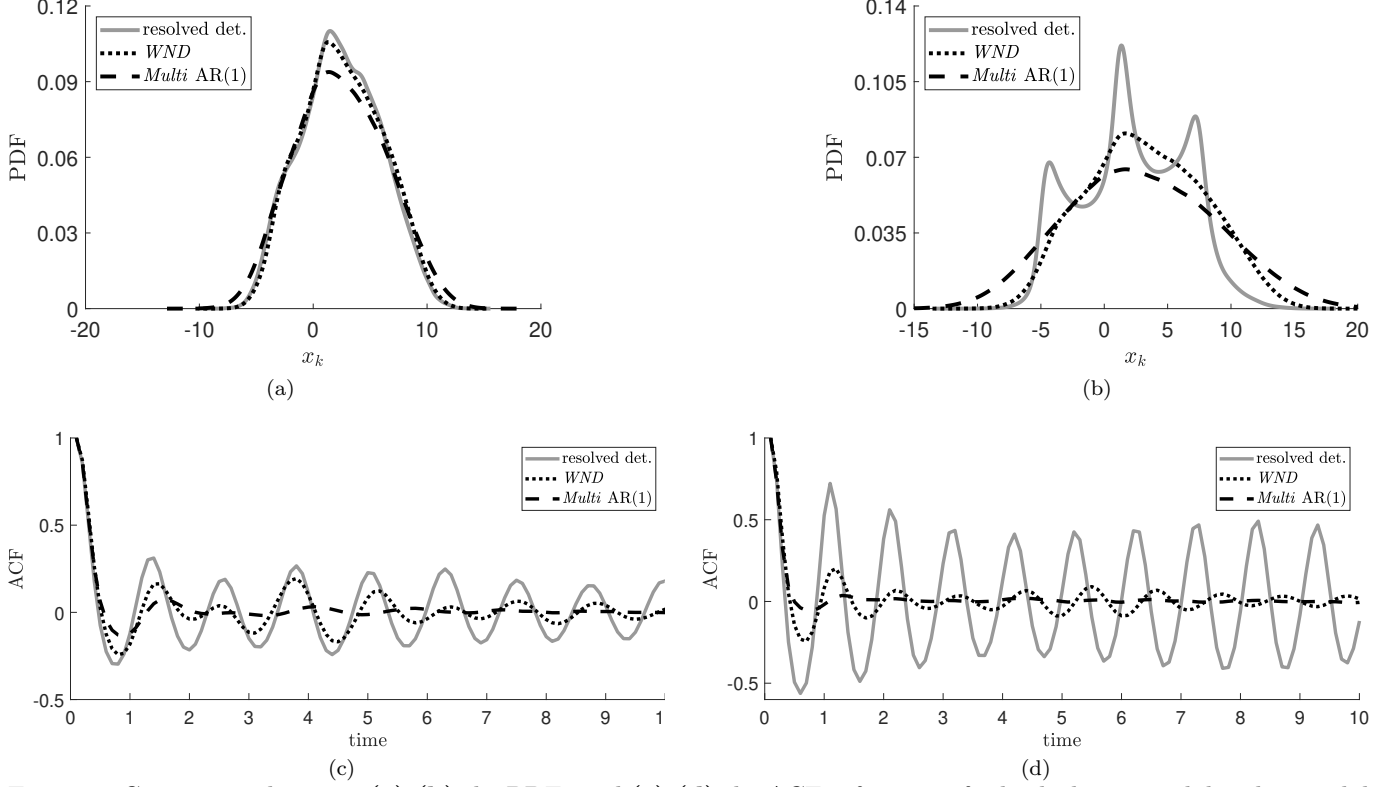 0.12
0.09
0.06
0.03
0
PDF
resolved det.
WND
Multi AR(1)
-20 -10 0 10 20
x_k
(a)
0.14
0.105
0.07
0.035
0
PDF
resolved det.
WND
Multi AR(1)
-15 -10 -5 0 5 10 15 20
x_k
(b)
1
0.5
0
-0.5
ACF
resolved det.
WND
Multi AR(1)
0 1 2 3 4 5 6 7 8 9 1
time
(c)
1
0.5
0
-0.5
ACF
resolved det.
WND
Multi AR(1)
0 1 2 3 4 5 6 7 8 9 10
time
(d)